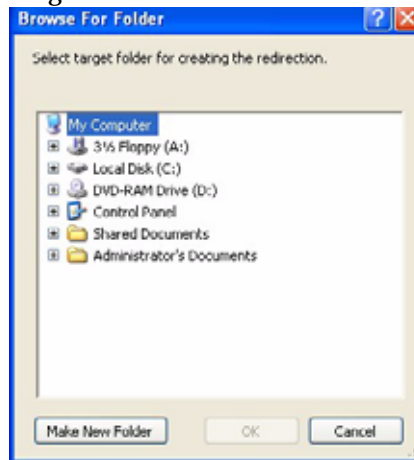 Browse For Folder
Select target folder for creating the redirection.
My Computer
3½ Floppy (A:)
Local Disk (C:)
DVD-RAM Drive (D:)
Control Panel
Shared Documents
Administrator's Documents
Make New Folder
OK
Cancel